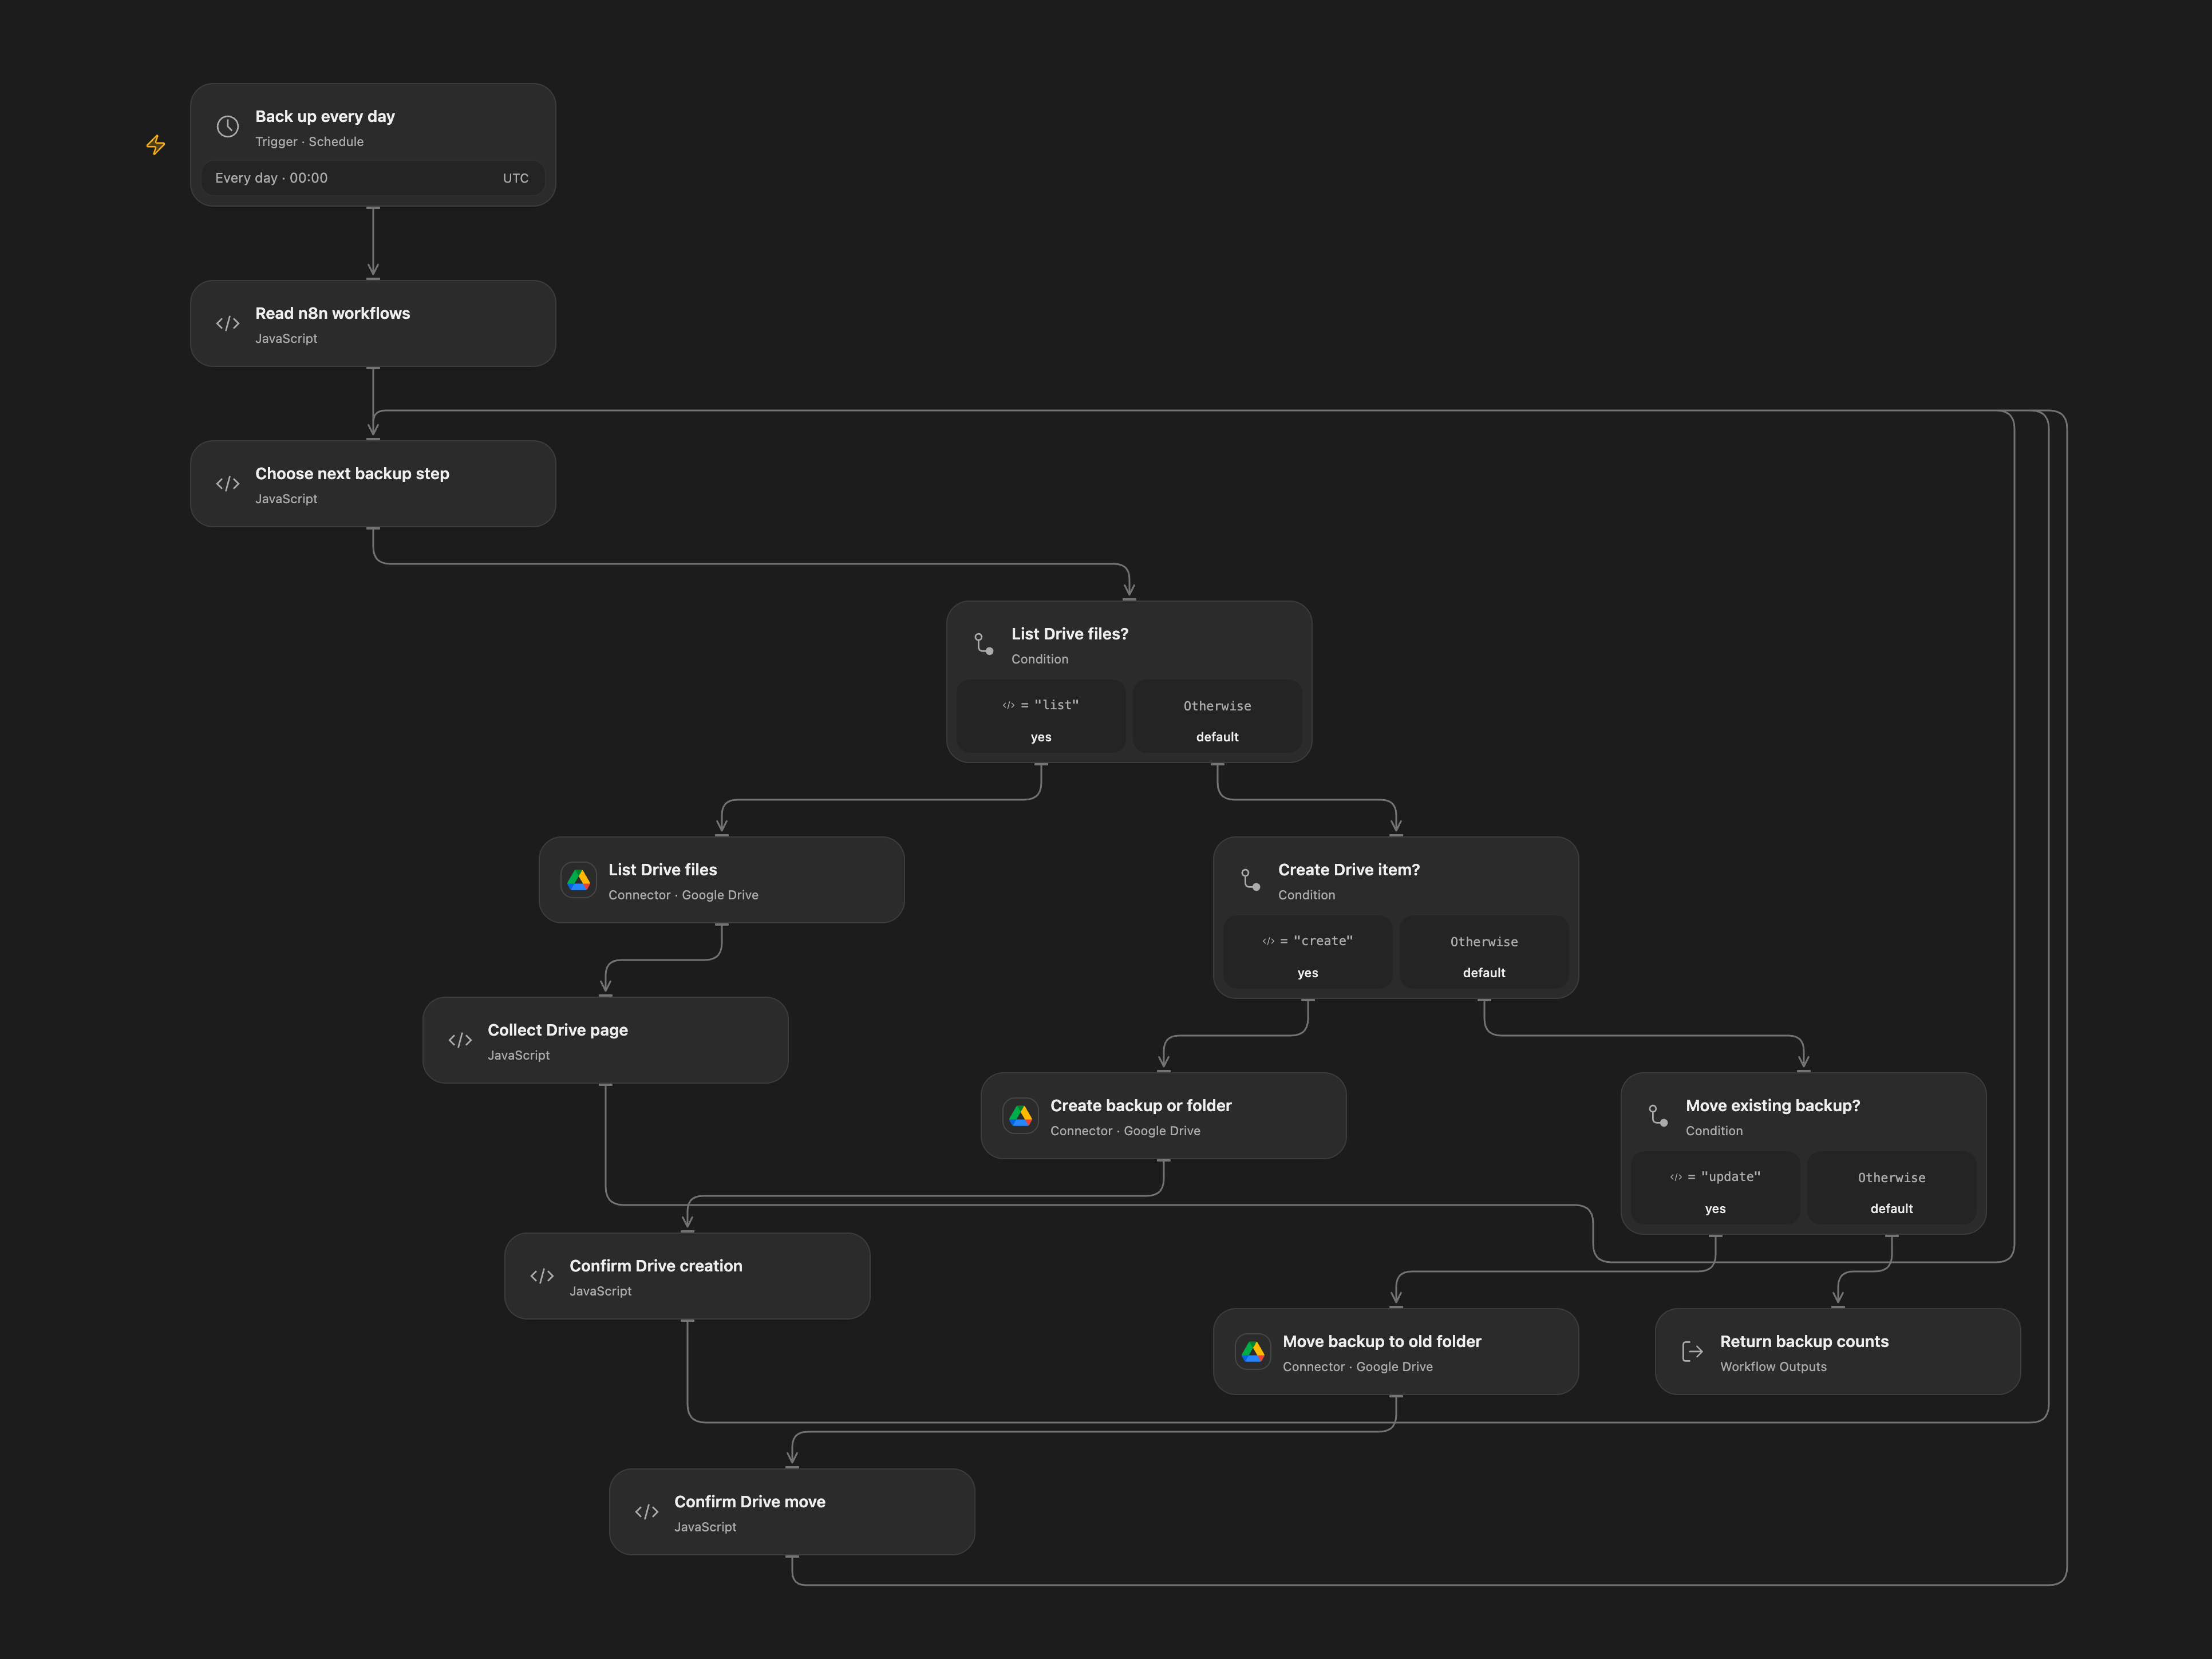 Back up every day
Trigger · Schedule
Every day · 00:00
UTC
Read n8n workflows
JavaScript
Choose next backup step
JavaScript
List Drive files?
Condition
</> = "list"
Otherwise
yes
default
List Drive files
Connector · Google Drive
Create Drive item?
Condition
</> = "create"
Otherwise
yes
default
Collect Drive page
JavaScript
Create backup or folder
Connector · Google Drive
Move existing backup?
Condition
</> = "update"
Otherwise
yes
default
Confirm Drive creation
JavaScript
Move backup to old folder
Connector · Google Drive
Return backup counts
Workflow Outputs
Confirm Drive move
JavaScript